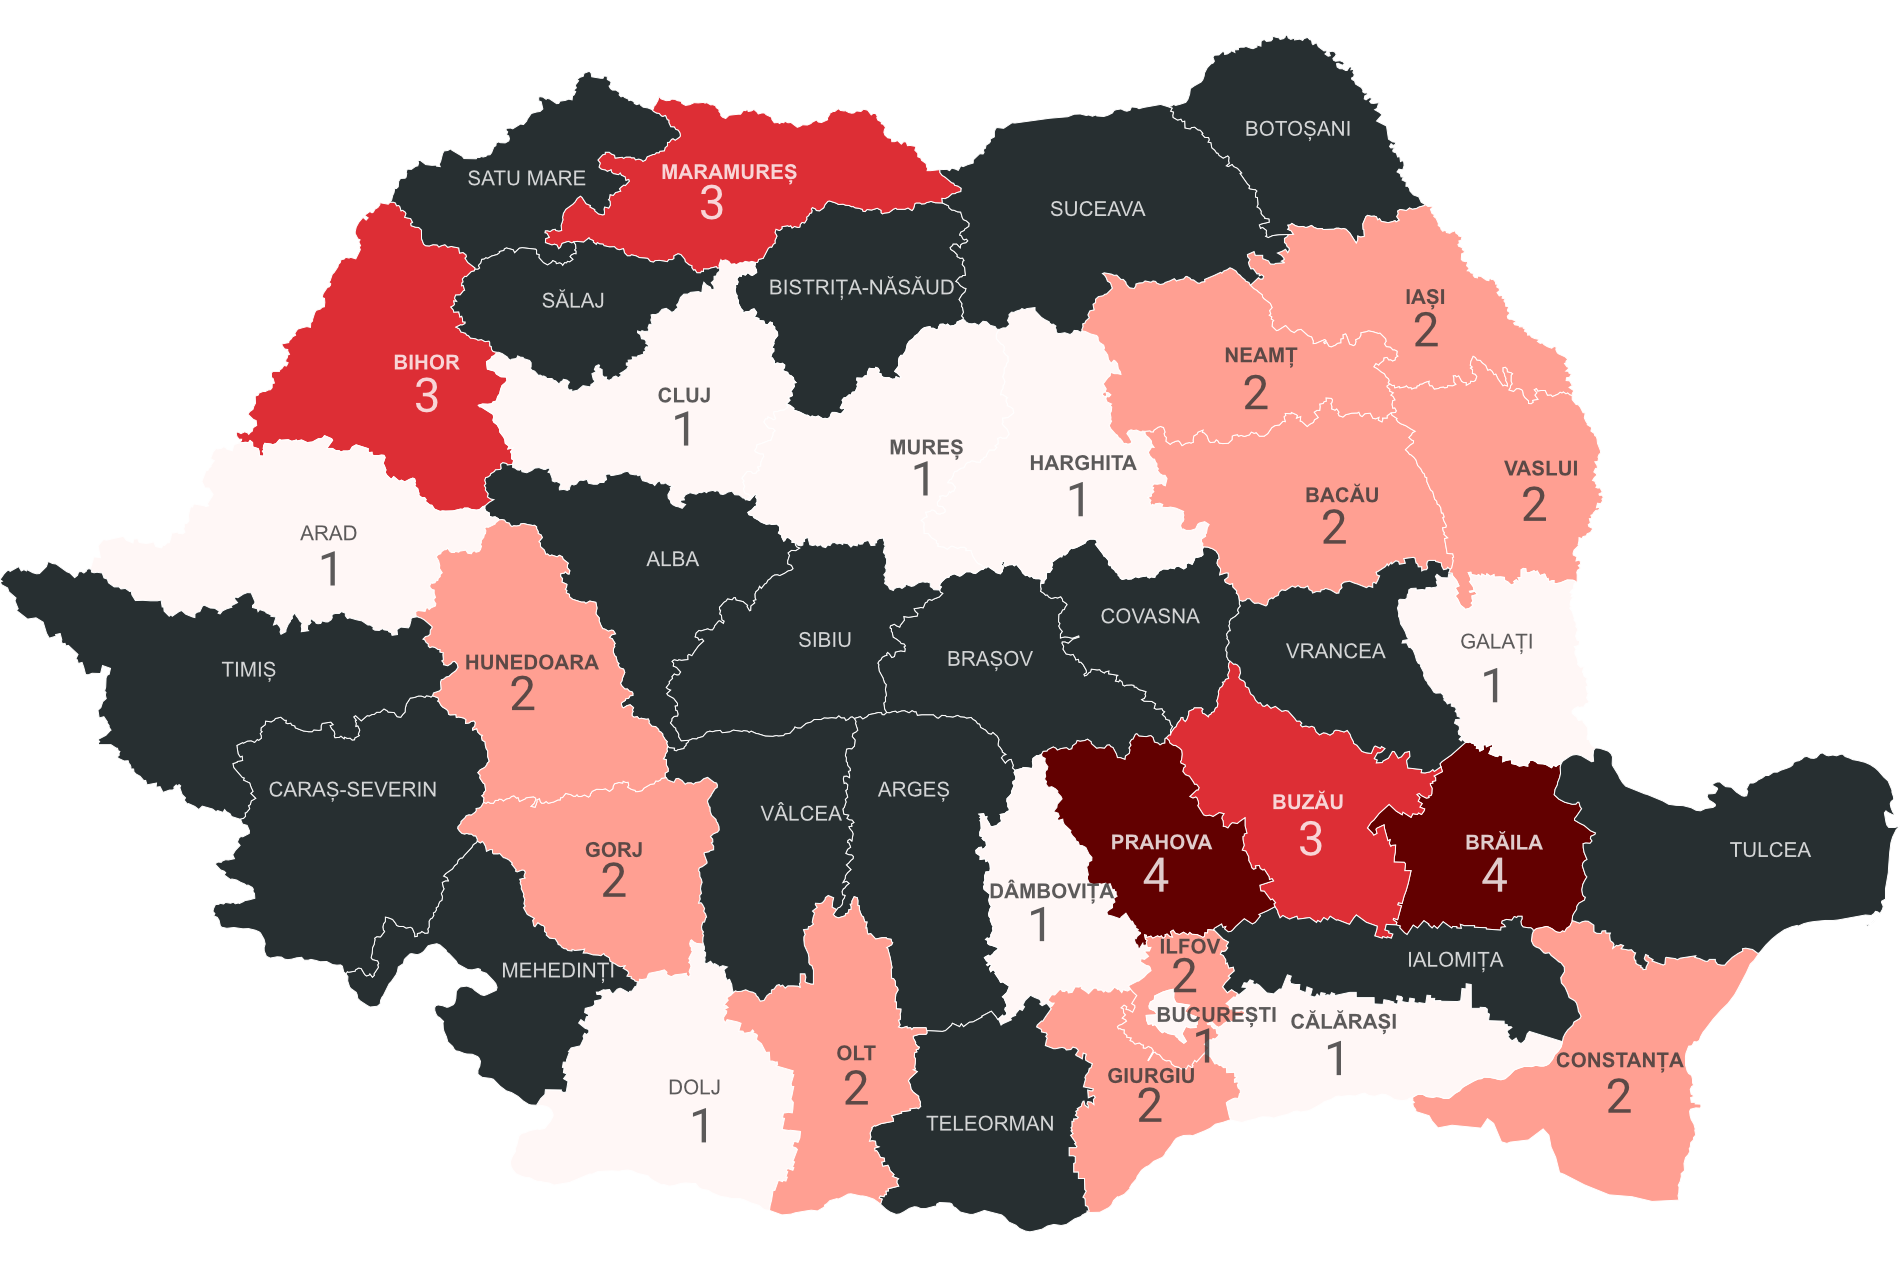 BOTOȘANI
SATU MARE
MARAMUREȘ
3
SUCEAVA
BISTRIȚA-NĂSĂUD
SĂLAJ
IAȘI
2
NEAMȚ
2
BIHOR
3
CLUJ
1
MUREȘ
1
HARGHITA
1
BACĂU
2
VASLUI
2
ARAD
1
ALBA
COVASNA
SIBIU
BRAȘOV
VRANCEA
GALAȚI
1
TIMIȘ
HUNEDOARA
2
CARAȘ-SEVERIN
VÂLCEA
ARGEȘ
BUZĂU
3
PRAHOVA
4
BRĂILA
4
TULCEA
GORJ
2
DÂMBOVIȚA
1
ILFOV
2
IALOMIȚA
MEHEDINȚI
BUCUREȘTI
1
CĂLĂRAȘI
1
OLT
2
CONSTANȚA
2
GIURGIU
2
DOLJ
1
TELEORMAN